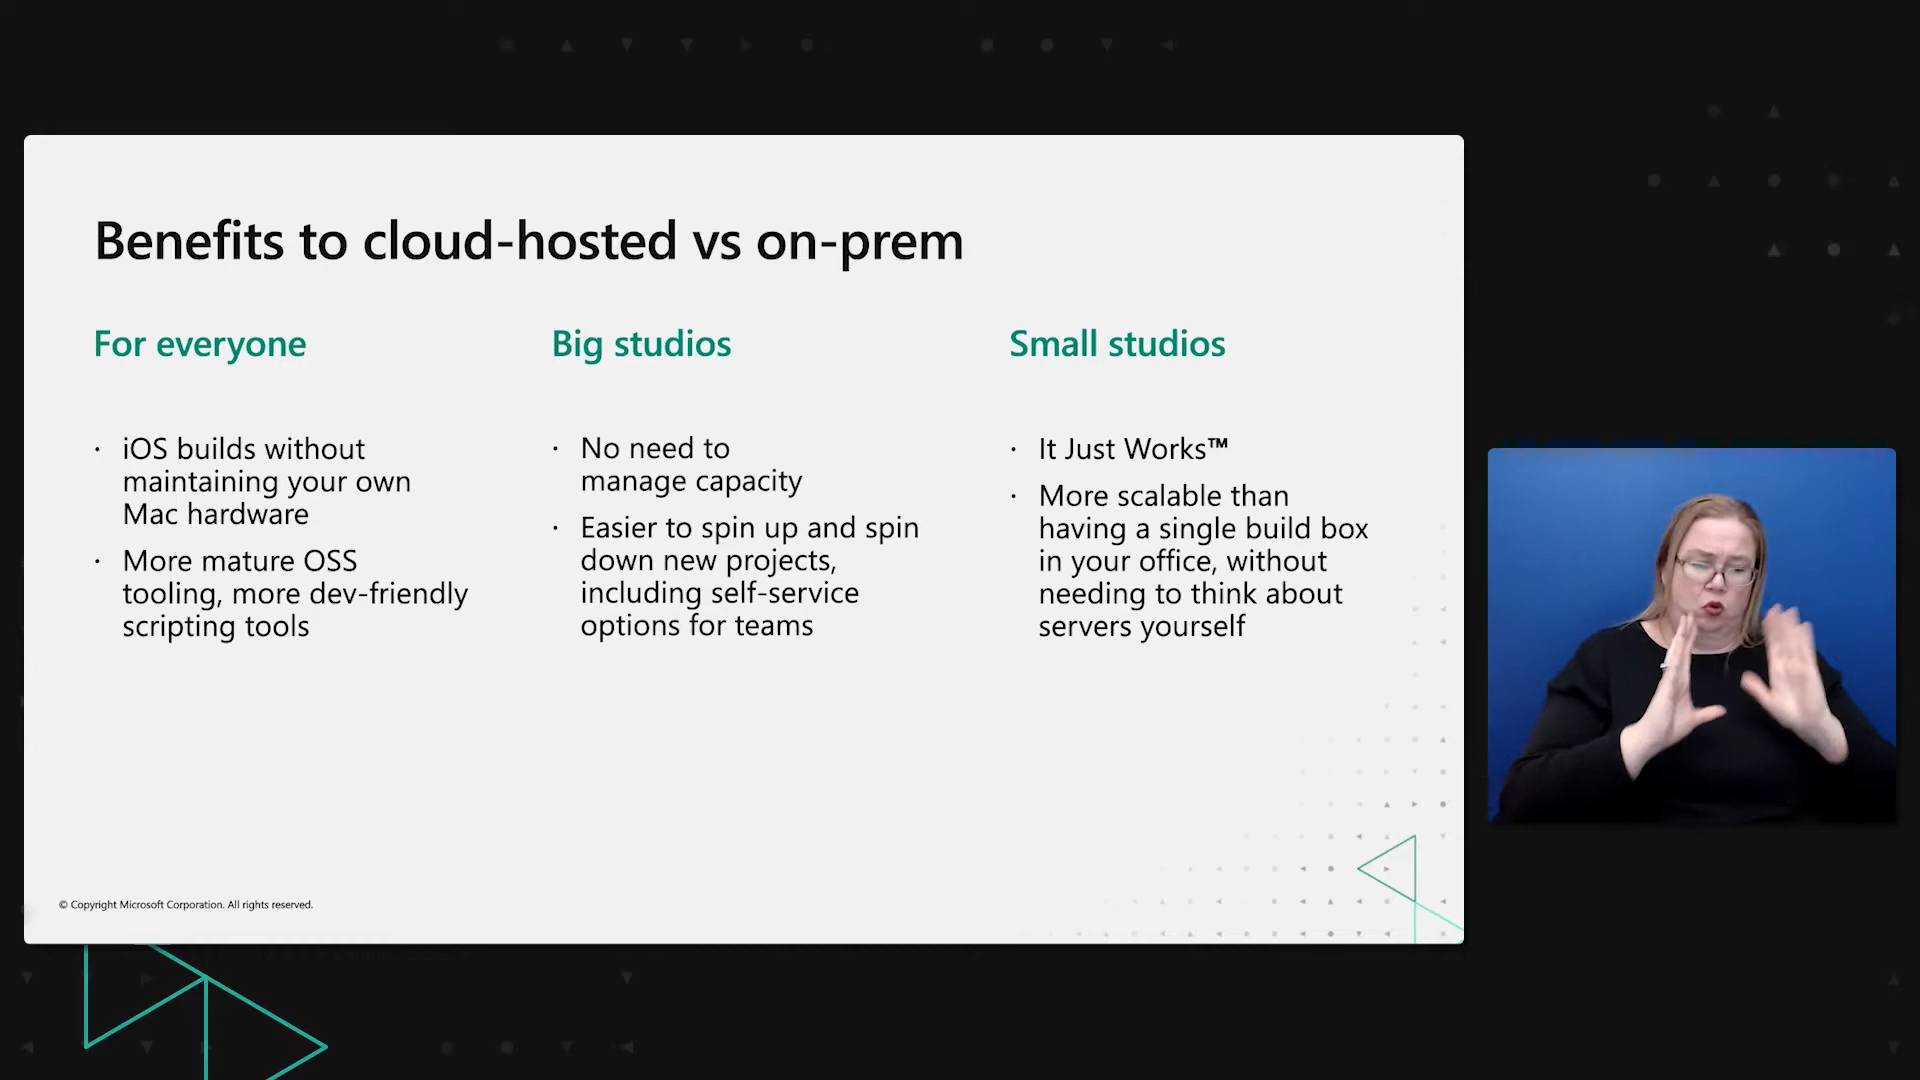 Benefits to cloud-hosted vs on-prem
For everyone
· iOS builds without
maintaining your own
Mac hardware
· More mature OSS
tooling, more dev-friendly
scripting tools
Big studios
· No need to
manage capacity
· Easier to spin up and spin
down new projects,
including self-service
options for teams
Small studios
· It Just Works™
· More scalable than
having a single build box
in your office, without
needing to think about
servers yourself
© Copyright Microsoft Corporation. All rights reserved.